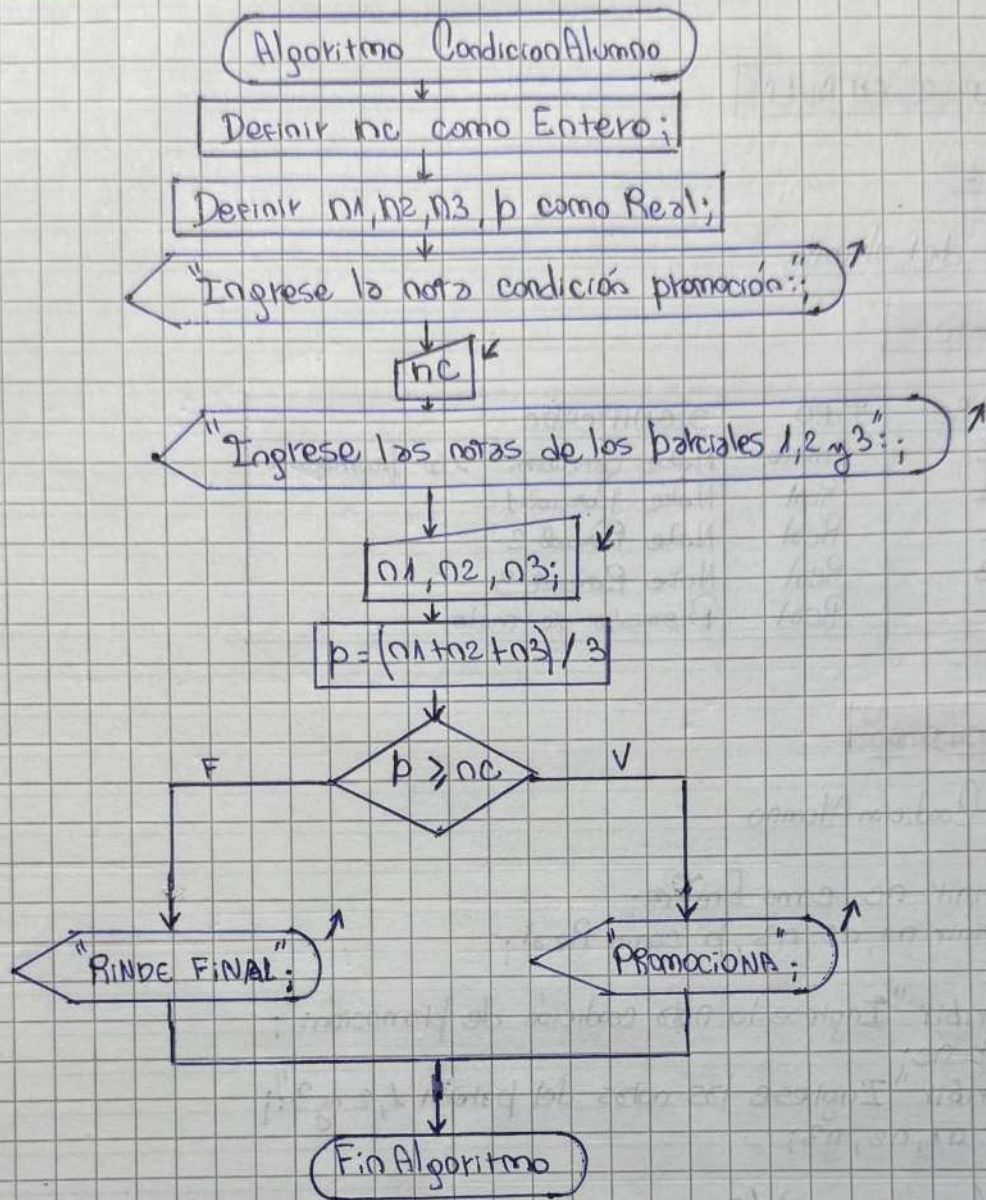 Algoritmo CondicionAlumno
Definir nc como Entero;
Definir n1, n2, n3, p como Real;
"Ingrese la nota condición promoción:";
nc
"Ingrese las notas de los parciales 1, 2 y 3:";
n1, n2, n3;
p = (n1+n2+n3) / 3
p ≥ nc
F
V
"RINDE FINAL";
"PROMOCIONA";
FinAlgoritmo